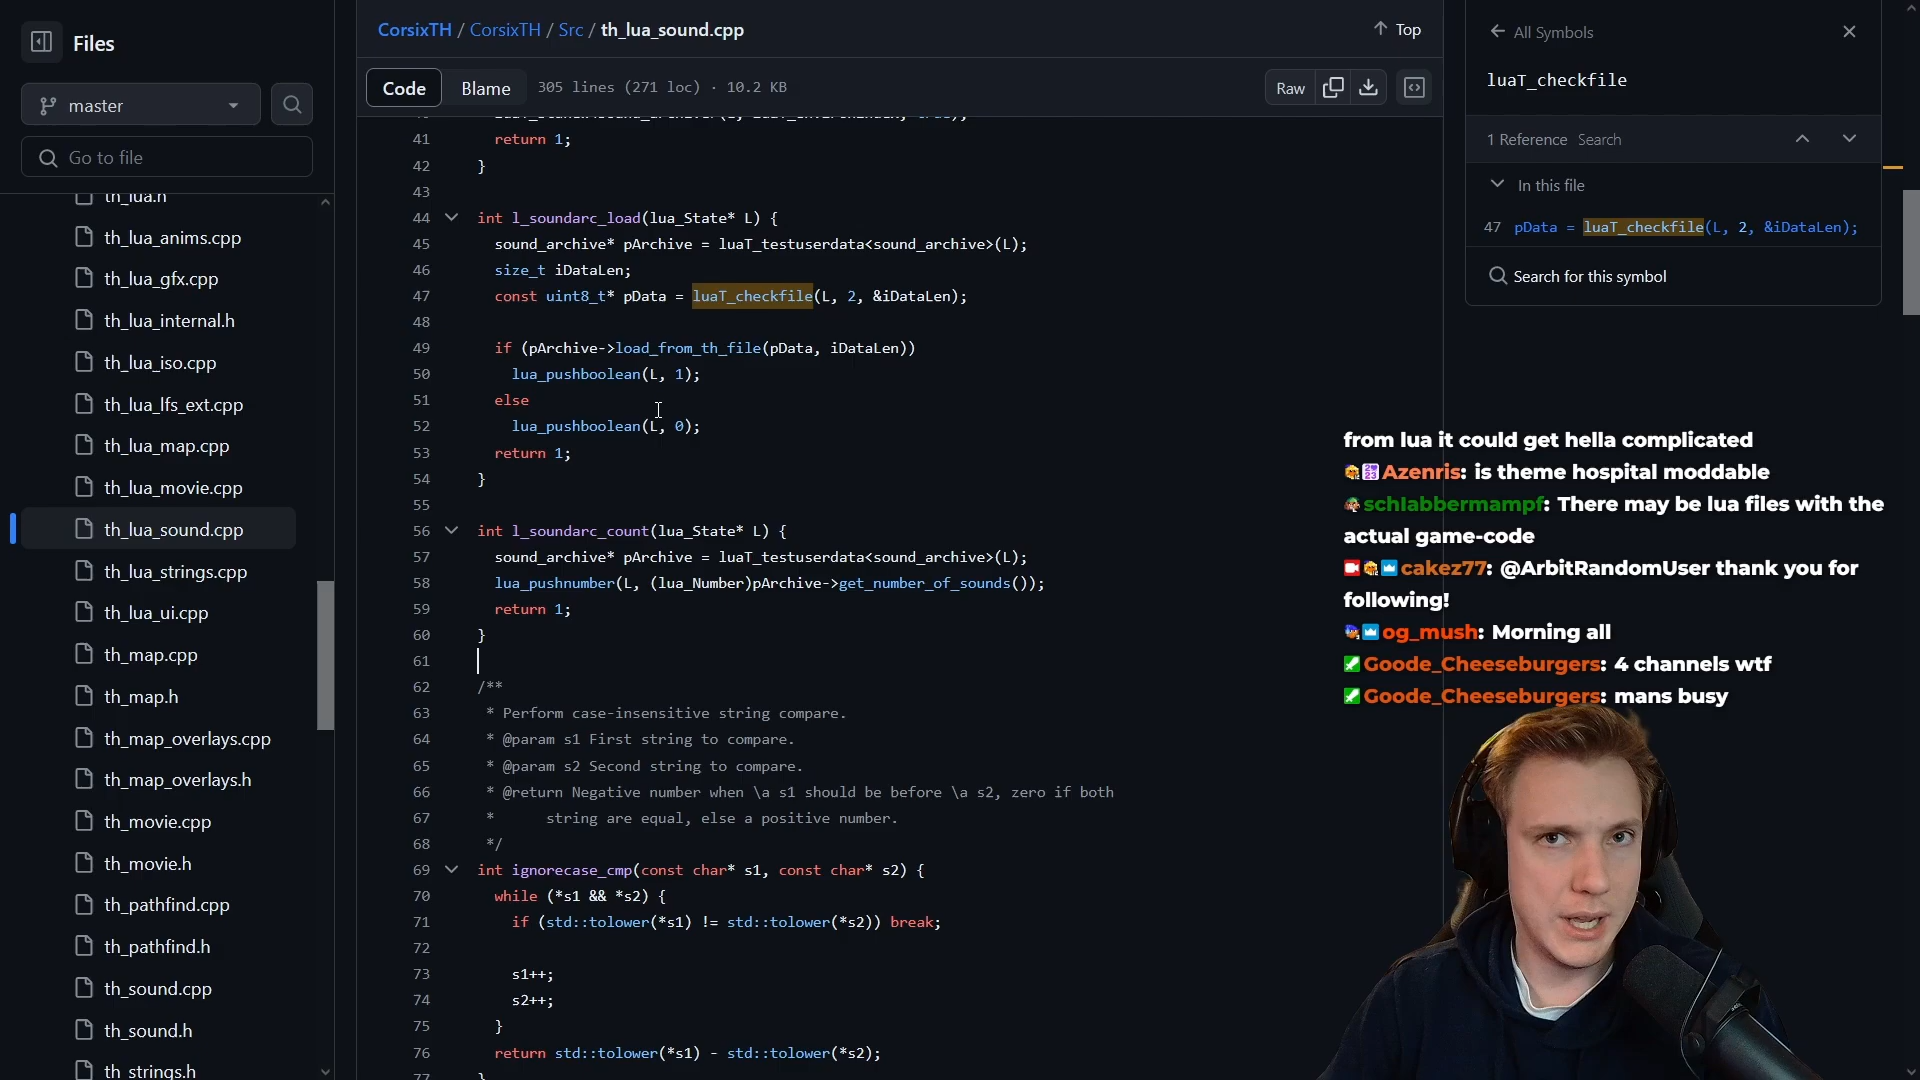 Files
master
Go to file
th_lua.h
th_lua_anims.cpp
th_lua_gfx.cpp
th_lua_internal.h
th_lua_iso.cpp
th_lua_lfs_ext.cpp
th_lua_map.cpp
th_lua_movie.cpp
th_lua_sound.cpp
th_lua_strings.cpp
th_lua_ui.cpp
th_map.cpp
th_map.h
th_map_overlays.cpp
th_map_overlays.h
th_movie.cpp
th_movie.h
th_pathfind.cpp
th_pathfind.h
th_sound.cpp
th_sound.h
th_strings.h
CorsixTH / CorsixTH / Src / th_lua_sound.cpp
Top
Code Blame 305 lines (271 loc) · 10.2 KB
Raw
41 return 1;
42 }
43
44 int l_soundarc_load(lua_State* L) {
45 sound_archive* pArchive = luaT_testuserdata<sound_archive>(L);
46 size_t iDataLen;
47 const uint8_t* pData = luaT_checkfile(L, 2, &iDataLen);
48
49 if (pArchive->load_from_th_file(pData, iDataLen))
50 lua_pushboolean(L, 1);
51 else
52 lua_pushboolean(L, 0);
53 return 1;
54 }
55
56 int l_soundarc_count(lua_State* L) {
57 sound_archive* pArchive = luaT_testuserdata<sound_archive>(L);
58 lua_pushnumber(L, (lua_Number)pArchive->get_number_of_sounds());
59 return 1;
60 }
61
62 /**
63 * Perform case-insensitive string compare.
64 * @param s1 First string to compare.
65 * @param s2 Second string to compare.
66 * @return Negative number when \a s1 should be before \a s2, zero if both
67 * string are equal, else a positive number.
68 */
69 int ignorecase_cmp(const char* s1, const char* s2) {
70 while (*s1 && *s2) {
71 if (std::tolower(*s1) != std::tolower(*s2)) break;
72
73 s1++;
74 s2++;
75 }
76 return std::tolower(*s1) - std::tolower(*s2);
77 }
All Symbols
luaT_checkfile
1 Reference Search
In this file
47 pData = luaT_checkfile(L, 2, &iDataLen);
Search for this symbol
from lua it could get hella complicated
Azenris: is theme hospital moddable
schlabbermampf: There may be lua files with the
actual game-code
cakez77: @ArbitRandomUser thank you for
following!
og_mush: Morning all
Goode_Cheeseburgers: 4 channels wtf
Goode_Cheeseburgers: mans busy